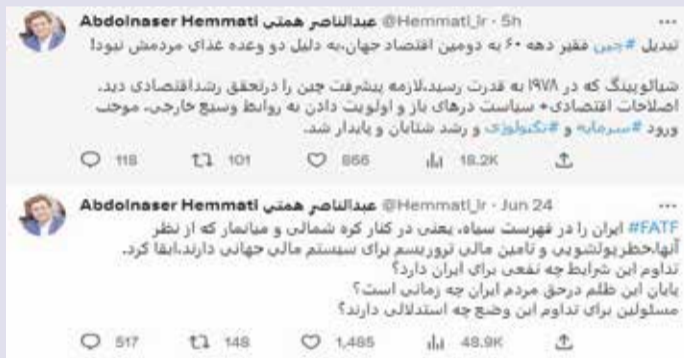 Abdolnaser Hemmati عبدالناصر همتی @Hemmati_ir · 5h
تبدیل #چین فقیر دهه ۶۰ به دومین اقتصاد جهان،به دلیل دو وعده غذای مردمش نبود!
شیائوپینگ که در ۱۹۷۸ به قدرت رسید،لازمه پیشرفت چین را درتحقق رشداقتصادی دید.
اصلاحات اقتصادی+ سیاست درهای باز و اولویت دادن به روابط وسیع خارجی، موجب
ورود #سرمایه و #تکنولوژی و رشد شتابان و پایدار شد.
118 101 866 18.2K
Abdolnaser Hemmati عبدالناصر همتی @Hemmati_ir · Jun 24
#FATF ایران را در فهرست سیاه، یعنی در کنار کره شمالی و میانمار که از نظر
آنها،خطرپولشویی و تامین مالی تروریسم برای سیستم مالی جهانی دارند،ابقا کرد.
تداوم این شرایط چه نفعی برای ایران دارد؟
پایان این ظلم درحق مردم ایران چه زمانی است؟
مسئولین برای تداوم این وضع چه استدلالی دارند؟
517 148 1,485 48.9K